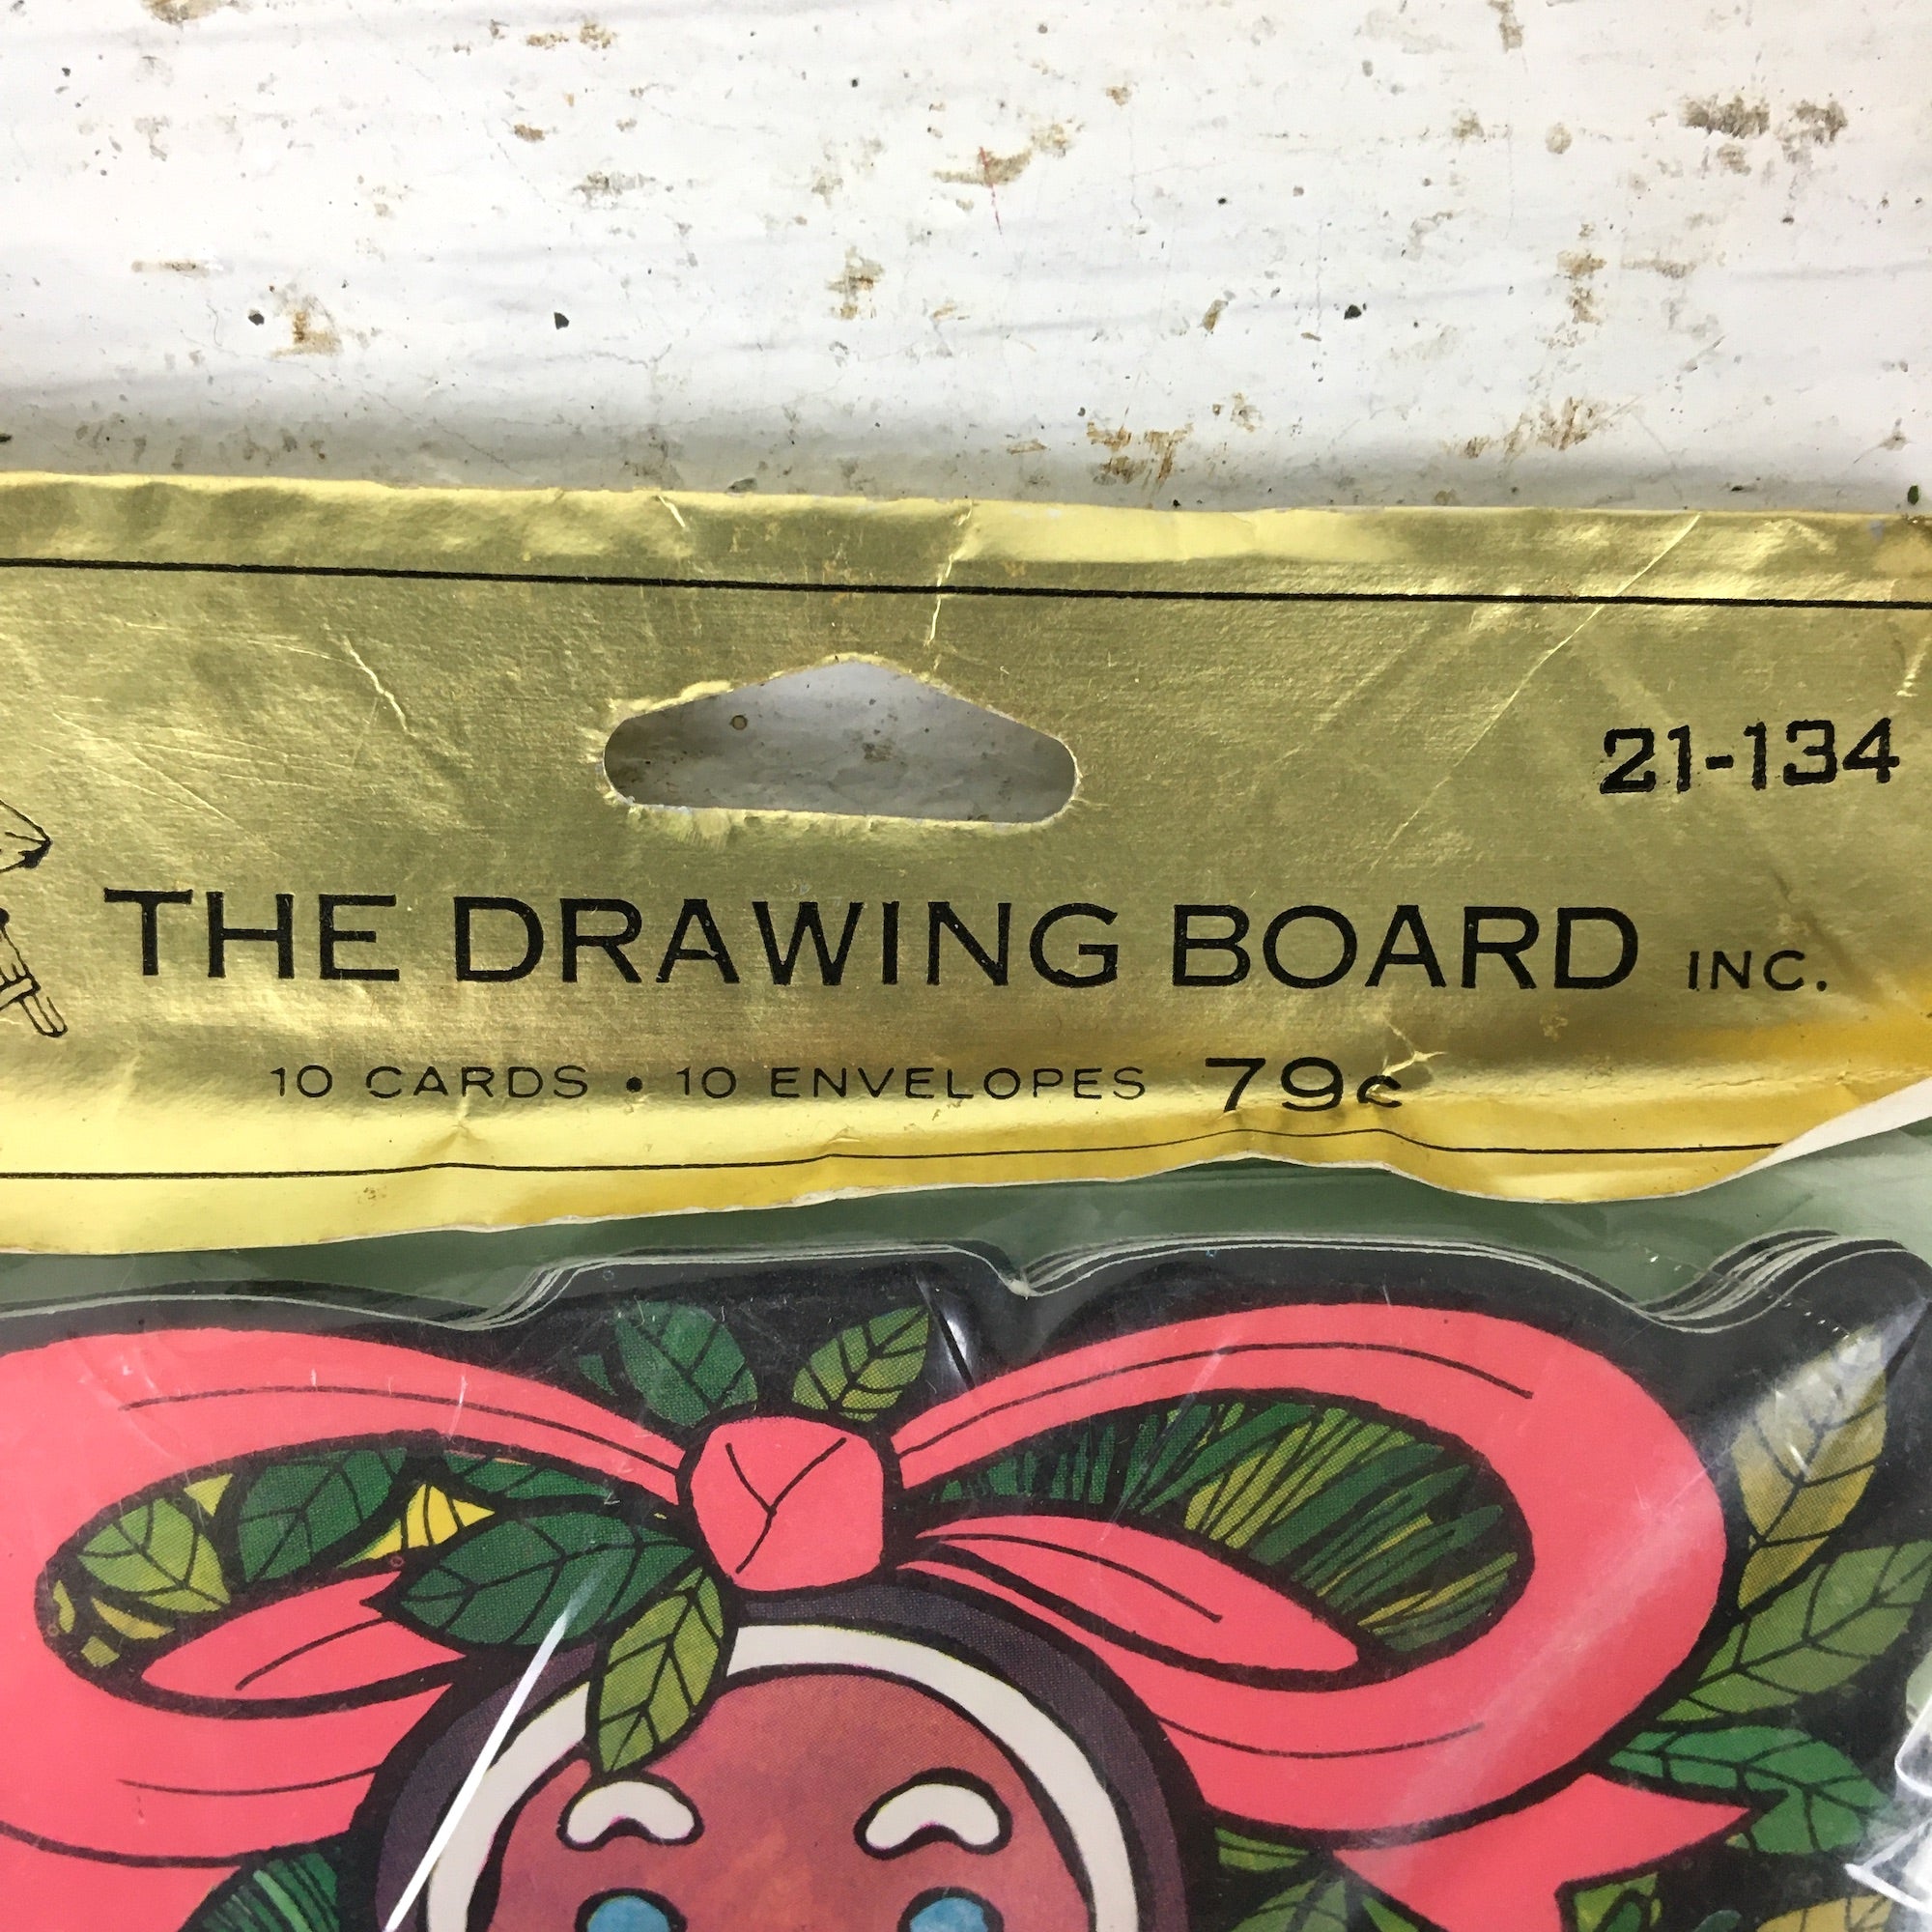 21-134
THE DRAWING BOARD INC.
10 CARDS • 10 ENVELOPES 79¢